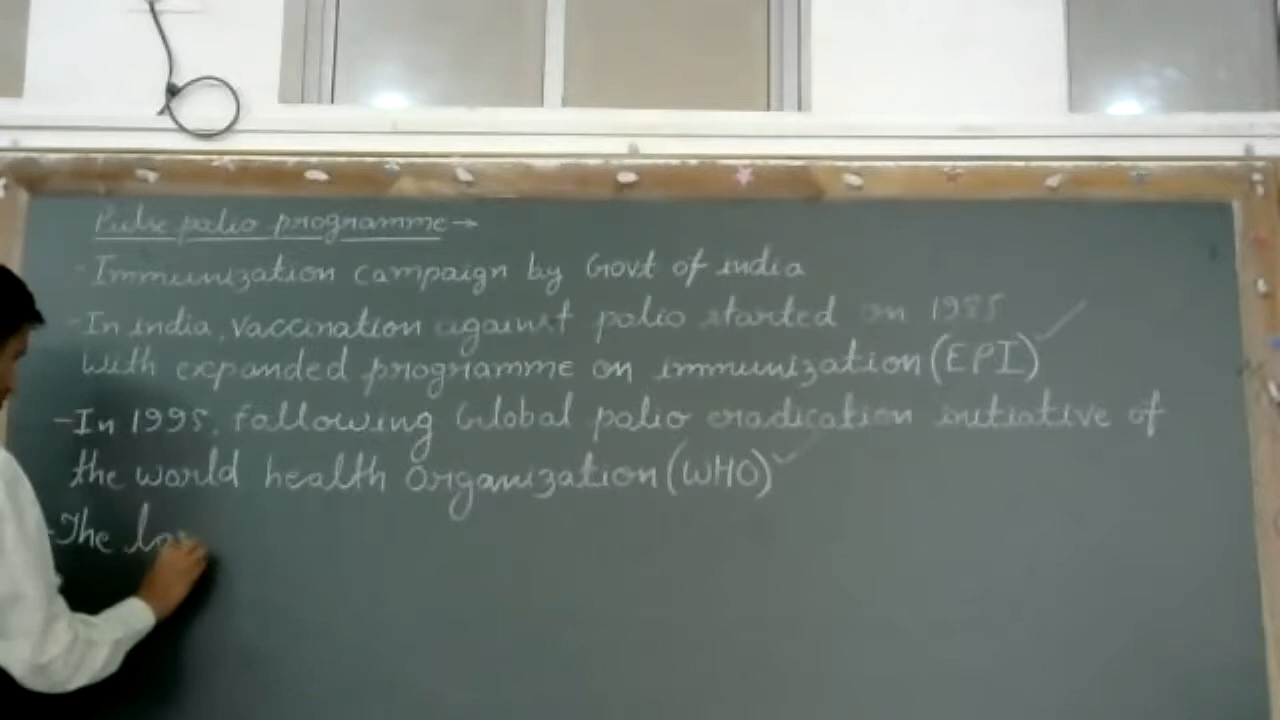 Pulse polio programme →
- Immunization campaign by Govt of india
- In india, vaccination against polio started on 1985
with expanded programme on immunization (EPI)
- In 1995, following Global polio eradication initiative of
the world health Organization (WHO)
- The